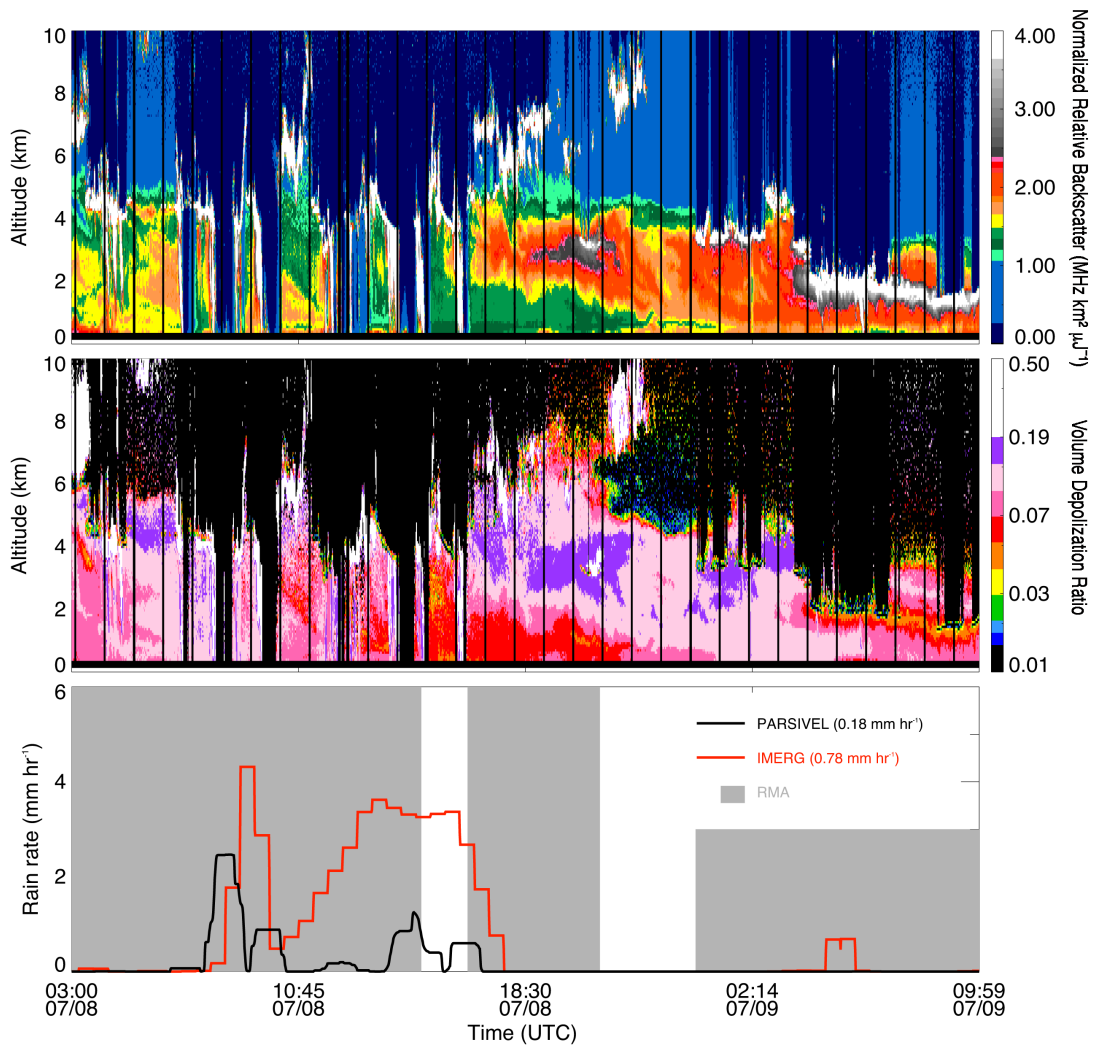 10
8
6
4
2
0
Altitude (km)
4.00
3.00
2.00
1.00
0.00
Normalized Relative Backscatter (MHz km² μJ⁻¹)
10
8
6
4
2
0
Altitude (km)
0.50
0.19
0.07
0.03
0.01
Volume Depolization Ratio
6
4
2
0
Rain rate (mm hr⁻¹)
PARSIVEL (0.18 mm hr⁻¹)
IMERG (0.78 mm hr⁻¹)
RMA
03:00 10:45 18:30 02:14 09:59
07/08 07/08 07/08 07/09 07/09
Time (UTC)